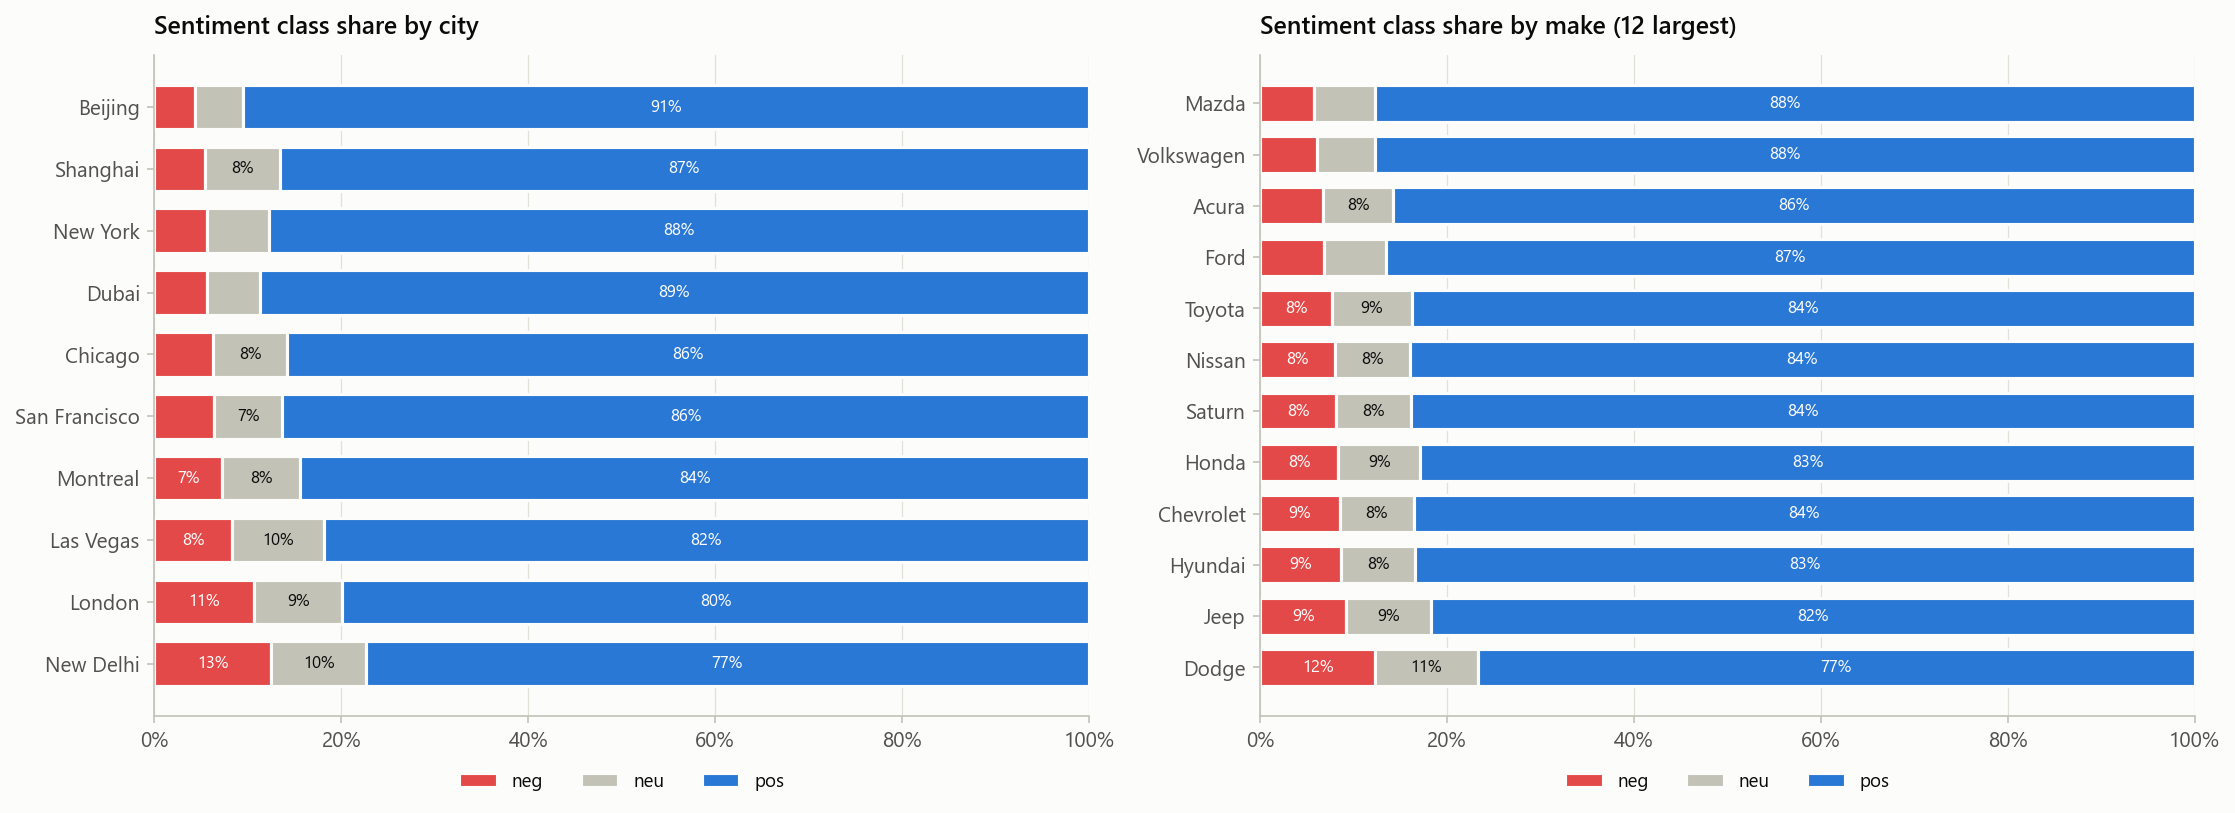 Sentiment class share by city
Beijing 91%
Shanghai 8% 87%
New York 88%
Dubai 89%
Chicago 8% 86%
San Francisco 7% 86%
Montreal 7% 8% 84%
Las Vegas 8% 10% 82%
London 11% 9% 80%
New Delhi 13% 10% 77%
0% 20% 40% 60% 80% 100%
neg neu pos
Sentiment class share by make (12 largest)
Mazda 88%
Volkswagen 88%
Acura 8% 86%
Ford 87%
Toyota 8% 9% 84%
Nissan 8% 8% 84%
Saturn 8% 8% 84%
Honda 8% 9% 83%
Chevrolet 9% 8% 84%
Hyundai 9% 8% 83%
Jeep 9% 9% 82%
Dodge 12% 11% 77%
0% 20% 40% 60% 80% 100%
neg neu pos